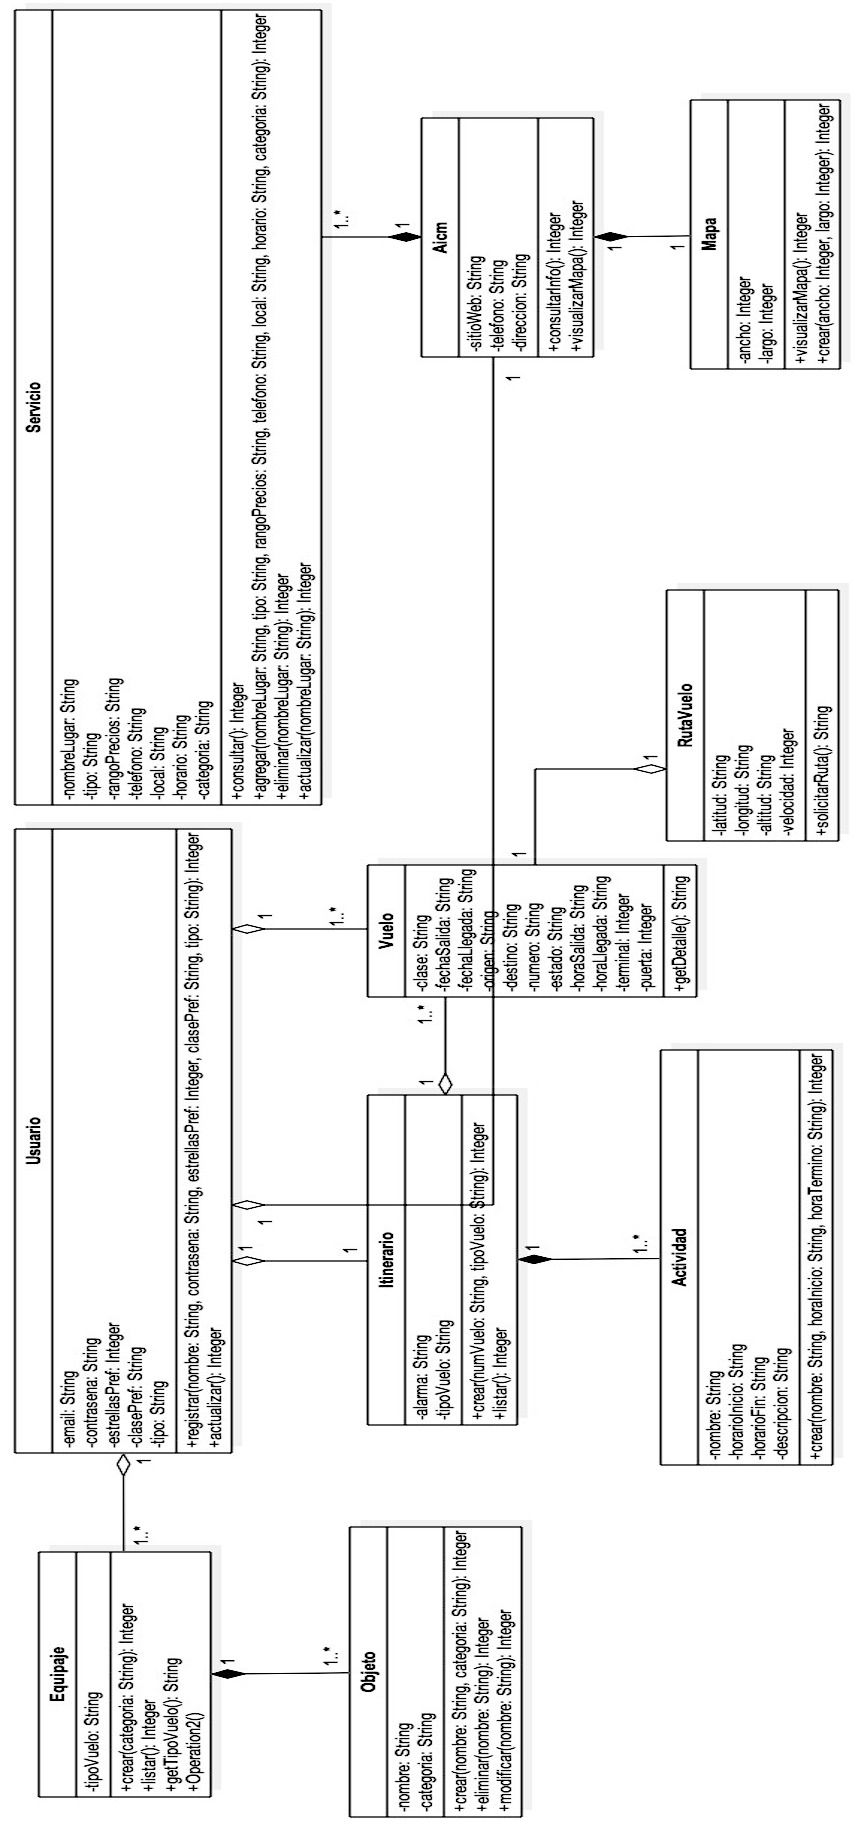 Equipaje
-tipoVuelo: String
+crear(categoria: String): Integer
+listar(): Integer
+getTipoVuelo(): String
+Operation2()
1
1..*
Objeto
-nombre: String
-categoria: String
+crear(nombre: String, categoria: String): Integer
+eliminar(nombre: String): Integer
+modificar(nombre: String): Integer
1..*
1
Usuario
-email: String
-contrasena: String
-estrellasPref: Integer
-clasePref: String
-tipo: String
+registrar(nombre: String, contrasena: String, estrellasPref: Integer, clasePref: String, tipo: String): Integer
+actualizar(): Integer
1
1
1
1
1..*
Itinerario
-alarma: String
-tipoVuelo: String
+crear(numVuelo: String, tipoVuelo: String): Integer
+listar(): Integer
1
1..*
1
1..*
Actividad
-nombre: String
-horarioInicio: String
-horarioFin: String
-descripcion: String
+crear(nombre: String, horaInicio: String, horaTermino: String): Integer
Vuelo
-clase: String
-fechaSalida: String
-fechaLlegada: String
-origen: String
-destino: String
-numero: String
-estado: String
-horaSalida: String
-horaLlegada: String
-terminal: Integer
-puerta: Integer
+getDetalle(): String
1
1
RutaVuelo
-latitud: String
-longitud: String
-altitud: String
-velocidad: Integer
+solicitarRuta(): String
Servicio
-nombreLugar: String
-tipo: String
-rangoPrecios: String
-telefono: String
-local: String
-horario: String
-categoria: String
+consultar(): Integer
+agregar(nombreLugar: String, tipo: String, rangoPrecios: String, telefono: String, local: String, horario: String, categoria: String): Integer
+eliminar(nombreLugar: String): Integer
+actualizar(nombreLugar: String): Integer
1..*
1
Aicm
-sitioWeb: String
-telefono: String
-direccion: String
+consultarInfo(): Integer
+visualizarMapa(): Integer
1
1
1
Mapa
-ancho: Integer
-largo: Integer
+visualizarMapa(): Integer
+crear(ancho: Integer, largo: Integer): Integer